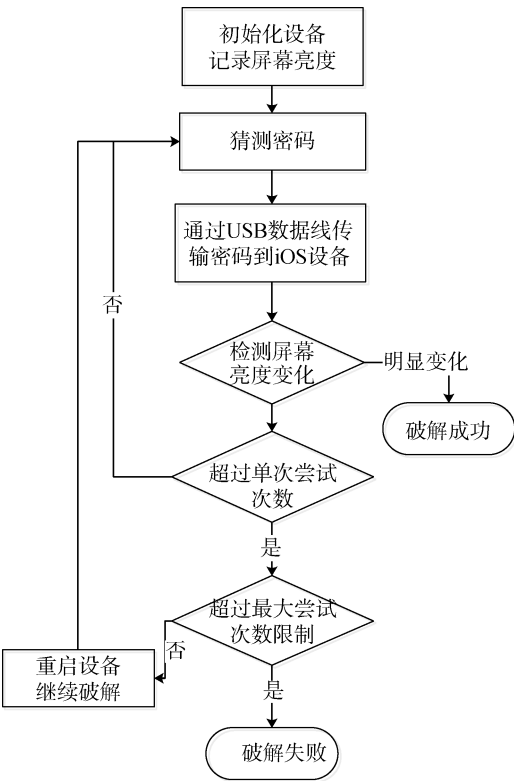 初始化设备
记录屏幕亮度
猜测密码
通过USB数据线传
输密码到iOS设备
否
检测屏幕
亮度变化
明显变化
破解成功
超过单次尝试
次数
是
超过最大尝试
次数限制
否
重启设备
继续破解
是
破解失败